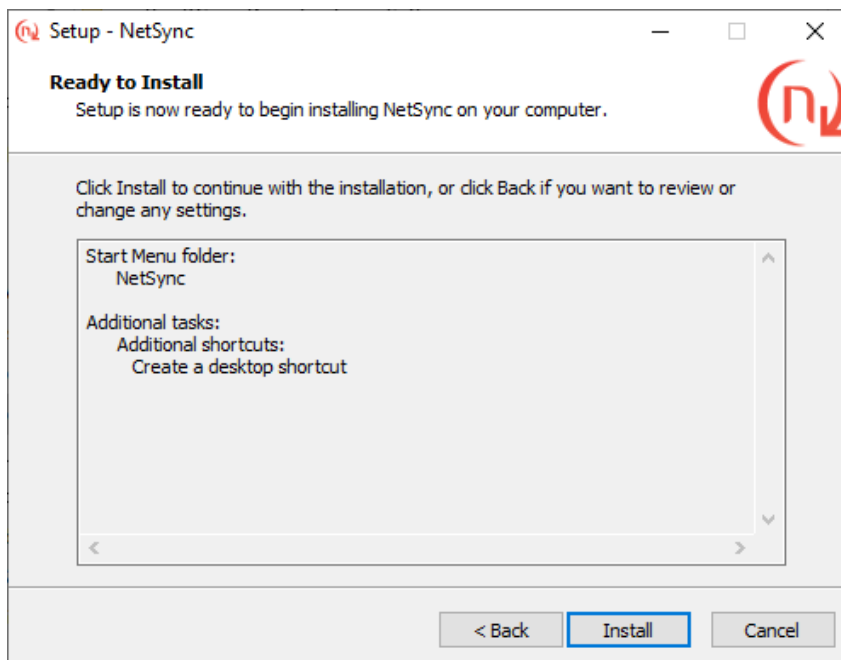 Setup - NetSync
Ready to Install
Setup is now ready to begin installing NetSync on your computer.
Click Install to continue with the installation, or click Back if you want to review or
change any settings.
Start Menu folder:
NetSync
Additional tasks:
Additional shortcuts:
Create a desktop shortcut
< Back
Install
Cancel